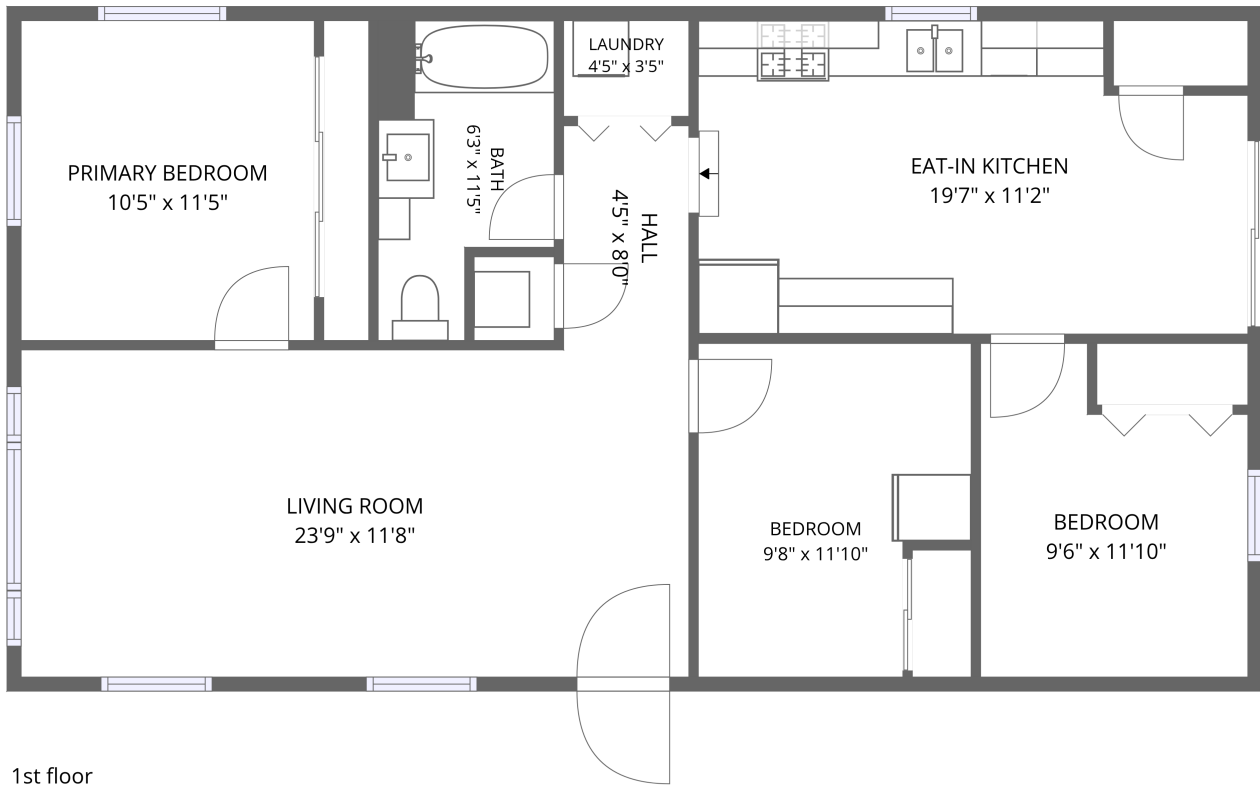 LAUNDRY
4'5" x 3'5"
PRIMARY BEDROOM
10'5" x 11'5"
BATH
6'3" x 11'5"
HALL
4'5" x 8'0"
EAT-IN KITCHEN
19'7" x 11'2"
LIVING ROOM
23'9" x 11'8"
BEDROOM
9'8" x 11'10"
BEDROOM
9'6" x 11'10"
1st floor